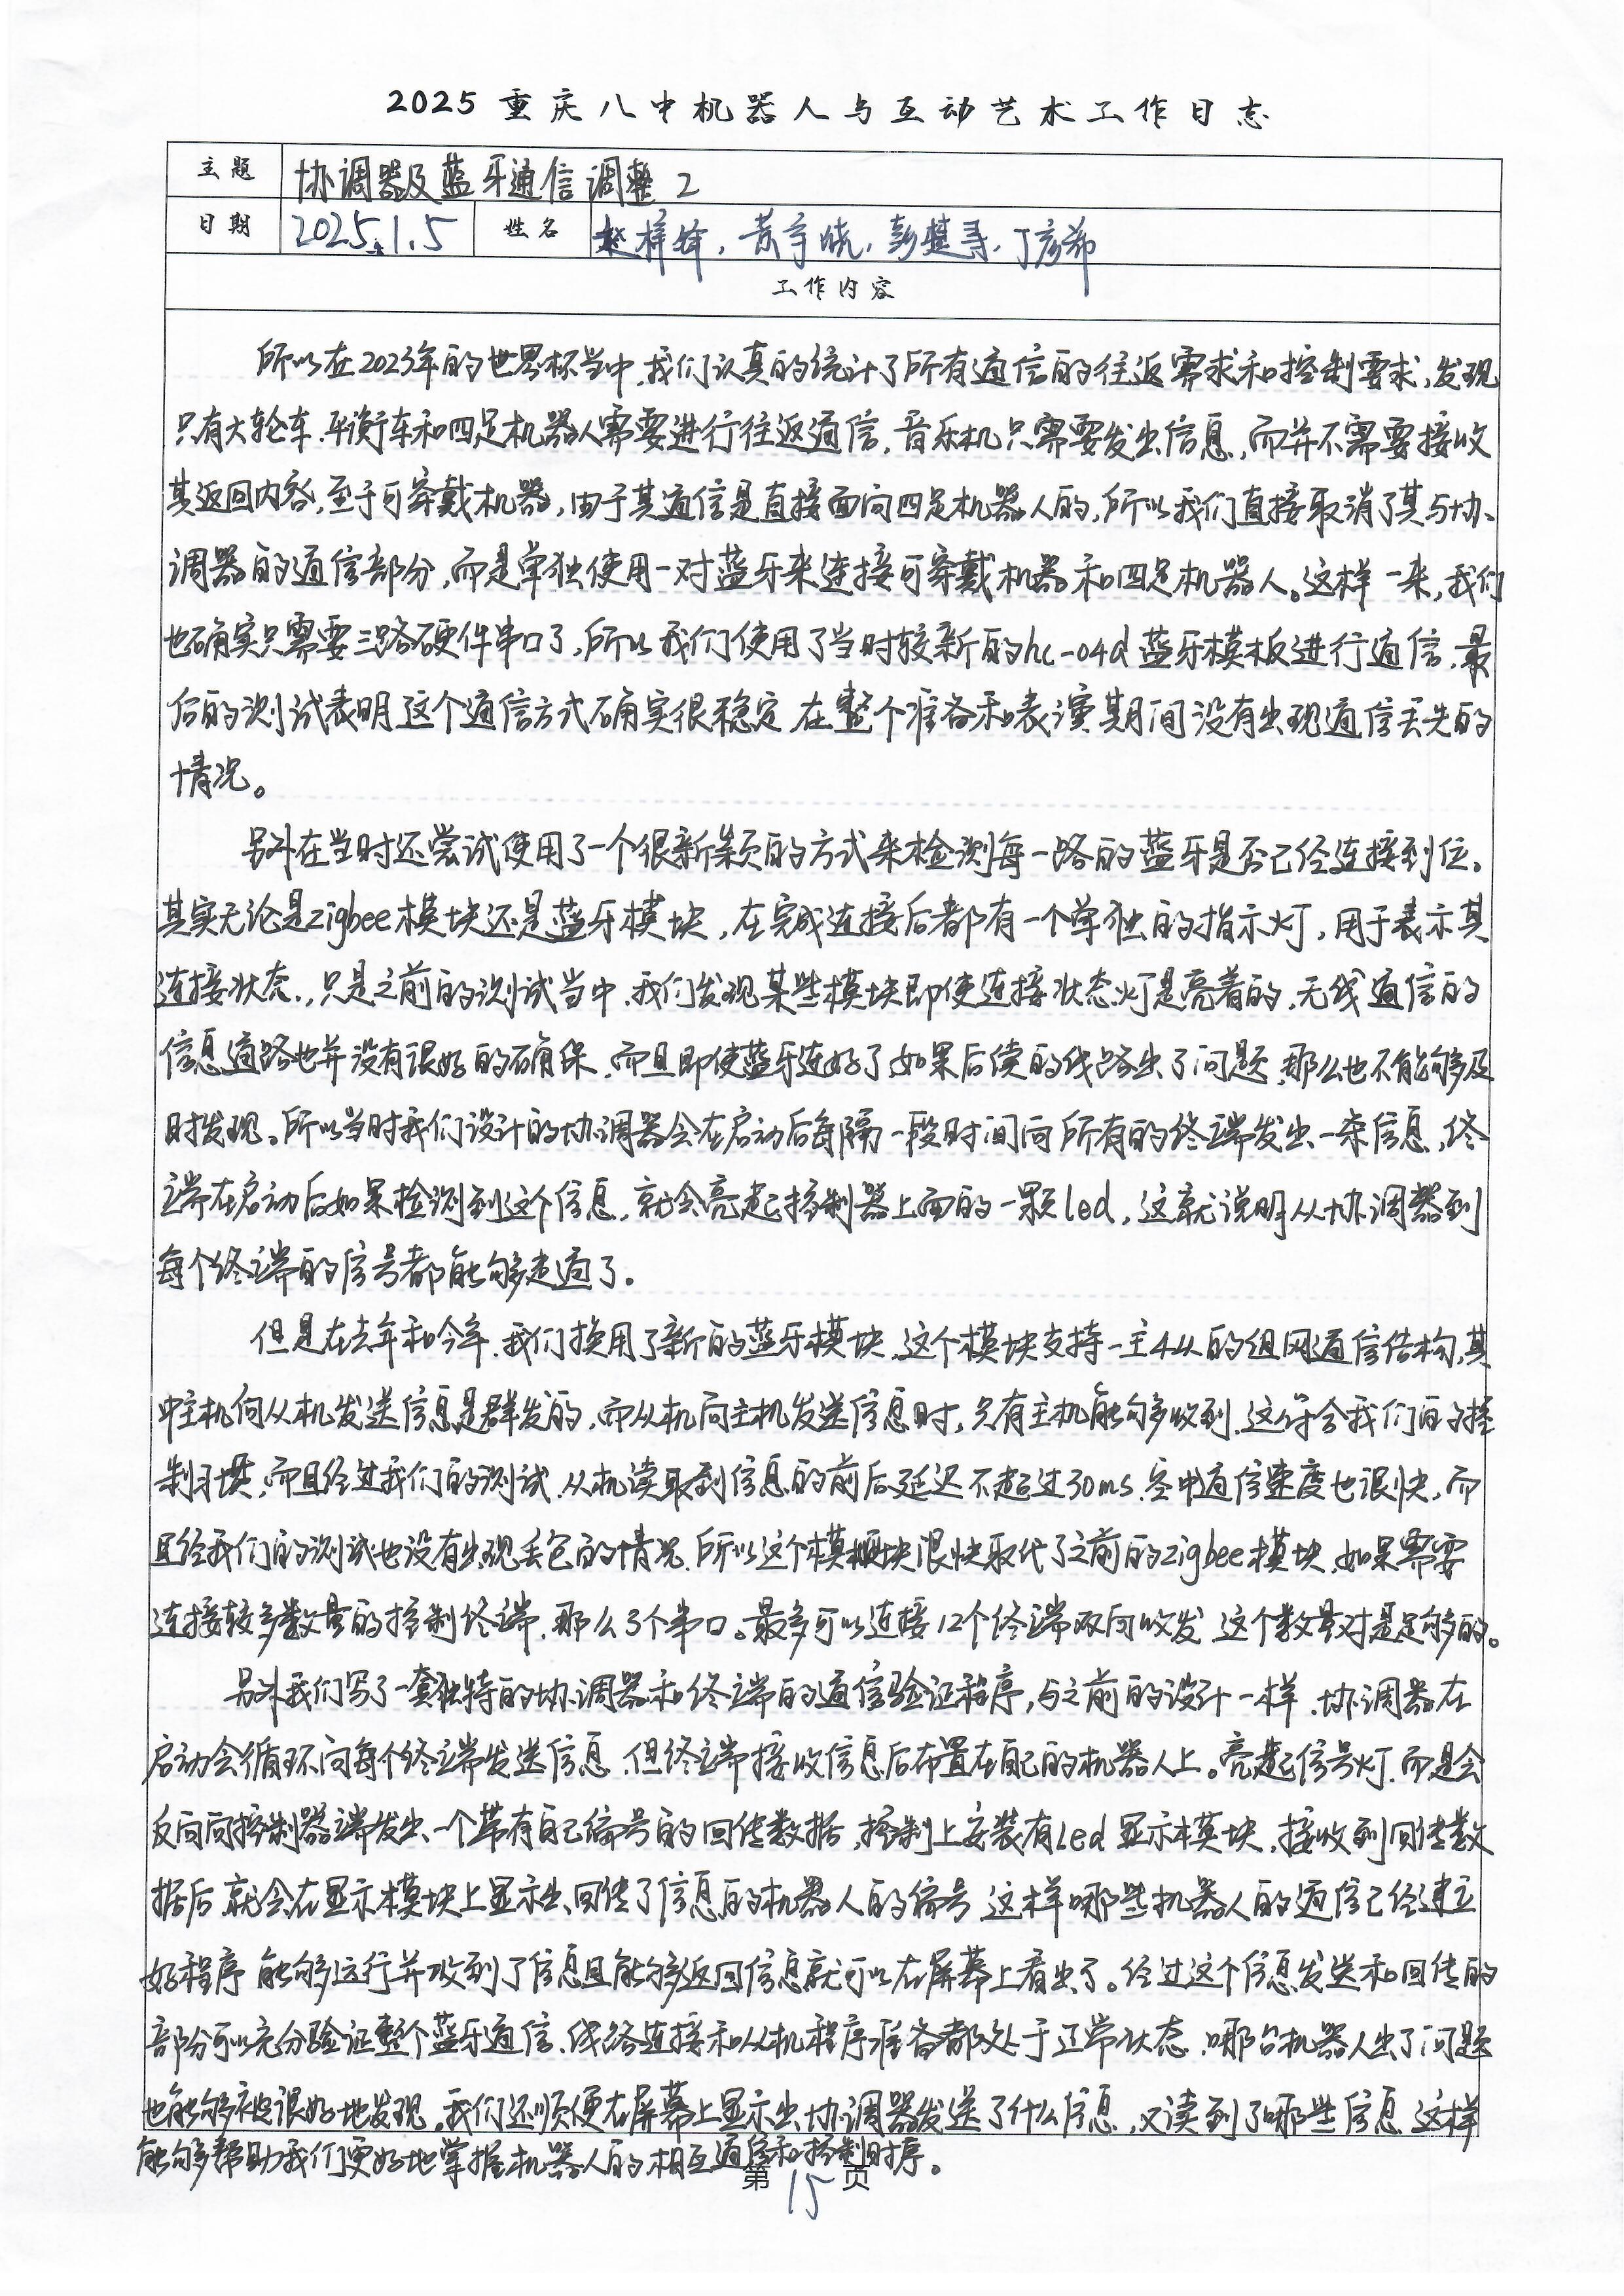 2025重庆八中机器人与互动艺术工作日志
主题 协调器及蓝牙通信调整2
日期 2025.1.5 姓名 赵梓锋,黄宇晓,彭楚寻,丁彦希
工作内容
所以在2023年的世界杯当中,我们认真的统计了所有通信的往返需求和控制要求,发现
只有大轮车、平衡车和四足机器人需要进行往返通信,音乐机只需要发出信息,而并不需要接收
其返回内容,至于可穿戴机器,由于其通信是直接面向四足机器人的,所以我们直接取消了其与协
调器的通信部分,而是单独使用一对蓝牙来连接可穿戴机器和四足机器人。这样一来,我们
也确实只需要三路硬件串口了,所以我们使用了当时较新的hc-04d蓝牙模板进行通信,最
后的测试表明这个通信方式确实很稳定,在整个准备和表演期间没有出现通信丢失的
情况。
另外在当时还尝试使用了一个很新颖的方式来检测每一路的蓝牙是否已经连接到位。
其实无论是zigbee模块还是蓝牙模块,在完成连接后都有一个单独的指示灯,用于表示其
连接状态,只是之前的测试当中,我们发现某些模块即使连接状态灯是亮着的,无线通信的
信息通路也并没有很好的确保,而且即使蓝牙连好了,如果后续的线路出了问题,那么也不能够及
时发现。所以当时我们设计的协调器会在启动后每隔一段时间向所有的终端发出一条信息,终
端在启动后如果检测到这个信息,就会亮起控制器上面的一颗led,这就说明从协调器到
每个终端的信号都能够走通了。
但是在去年和今年,我们换用了新的蓝牙模块,这个模块支持一主4从的组网通信结构,其
中主机向从机发送信息是群发的,而从机向主机发送信息时,只有主机能够收到,这符合我们的控
制习惯,而且经过我们的测试,从机读取到信息的前后延迟不超过30ms,空中通信速度也很快,而
且经我们的测试也没有出现丢包的情况,所以这个模块很快取代了之前的zigbee模块,如果需要
连接较多数量的控制终端,那么3个串口。最多可以连接12个终端双向收发,这个数量对是足够的。
另外我们写了一套独特的协调器和终端的通信验证程序,与之前的设计一样,协调器在
启动会循环向每个终端发送信息,但终端接收信息后布置在自己的机器人上。亮起信号灯,而是会
反向向控制器端发出一个带有自己编号的回传数据,控制上安装有led显示模块,接收到回传数
据后,就会在显示模块上显示出回传了信息的机器人的编号,这样哪些机器人的通信已经建立
好程序能够运行并收到了信息且能够返回信息就可以在屏幕上看出了。经过这个信息发送和回传的
部分可以充分验证整个蓝牙通信、线路连接和从机程序准备都处于正常状态,哪台机器人出了问题
也能够被很好地发现。我们还顺便在屏幕上显示出协调器发送了什么信息,又读到了哪些信息,这样
能够帮助我们更好地掌握机器人的相互通信和控制时序。
第15页